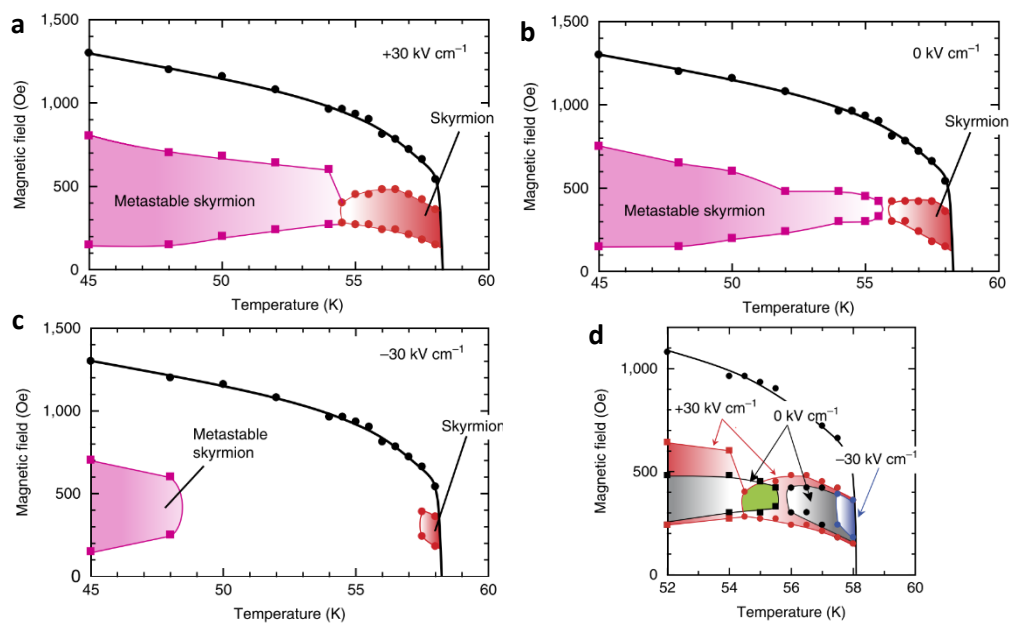 a
+30 kV cm⁻¹
1,500
1,000
500
0
Magnetic field (Oe)
Skyrmion
Metastable skyrmion
45
50
55
60
Temperature (K)
b
0 kV cm⁻¹
1,500
1,000
500
0
Magnetic field (Oe)
Skyrmion
Metastable skyrmion
45
50
55
60
Temperature (K)
c
−30 kV cm⁻¹
1,500
1,000
500
0
Magnetic field (Oe)
Metastable
skyrmion
Skyrmion
45
50
55
60
Temperature (K)
d
1,000
500
0
Magnetic field (Oe)
+30 kV cm⁻¹
0 kV cm⁻¹
−30 kV cm⁻¹
52
54
56
58
60
Temperature (K)